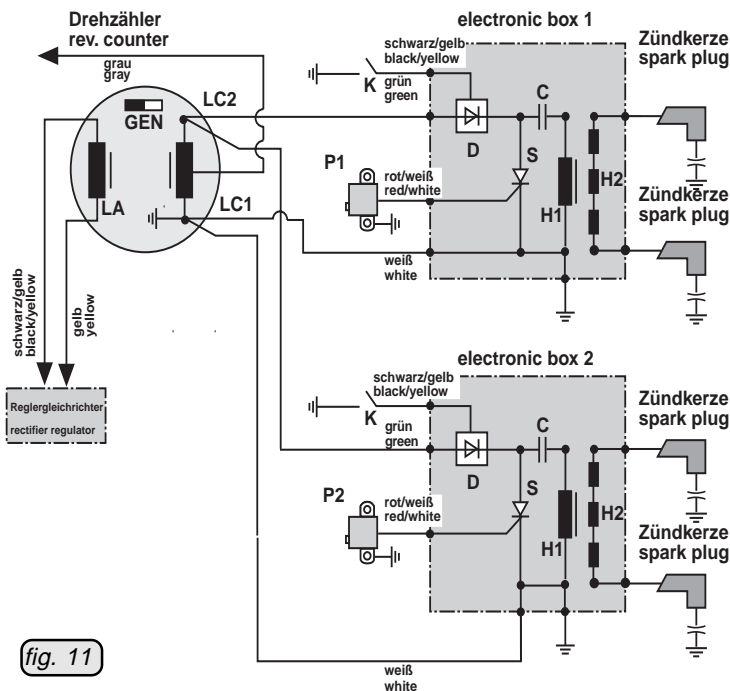 Drehzähler
rev. counter
grau
gray
GEN
LC2
LC1
LA
schwarz/gelb
black/yellow
gelb
yellow
Reglergleichrichter
rectifier regulator
electronic box 1
schwarz/gelb
black/yellow
K
grün
green
D
C
S
H1
H2
P1
rot/weiß
red/white
weiß
white
Zündkerze
spark plug
Zündkerze
spark plug
electronic box 2
schwarz/gelb
black/yellow
K
grün
green
D
C
S
H1
H2
P2
rot/weiß
red/white
Zündkerze
spark plug
Zündkerze
spark plug
weiß
white
fig. 11